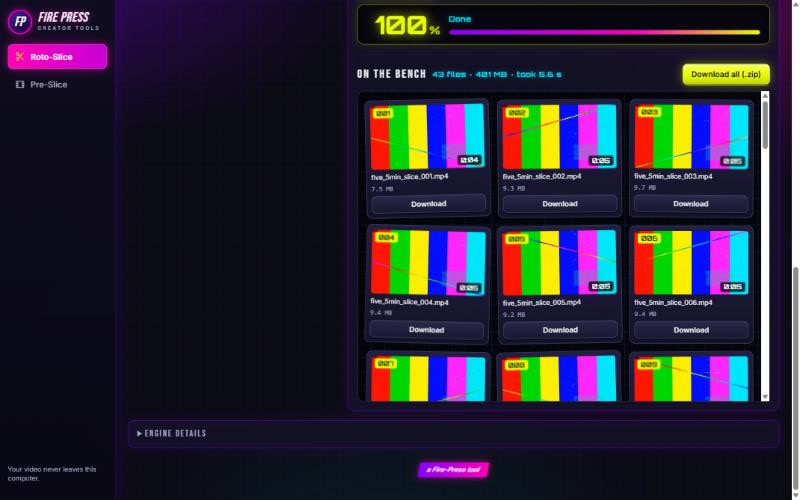 FP FIRE PRESS
CREATOR TOOLS
Roto-Slice
Pre-Slice
100% Done
ON THE BENCH 43 files · 401 MB · took 5.6 s
Download all (.zip)
001 0:04
five_5min_slice_001.mp4
7.5 MB
Download
002 0:05
five_5min_slice_002.mp4
9.3 MB
Download
003 0:05
five_5min_slice_003.mp4
9.7 MB
Download
004 0:05
five_5min_slice_004.mp4
9.4 MB
Download
005 0:05
five_5min_slice_005.mp4
9.2 MB
Download
006 0:05
five_5min_slice_006.mp4
9.4 MB
Download
007
008
009
ENGINE DETAILS
a Fire-Press tool
Your video never leaves this
computer.